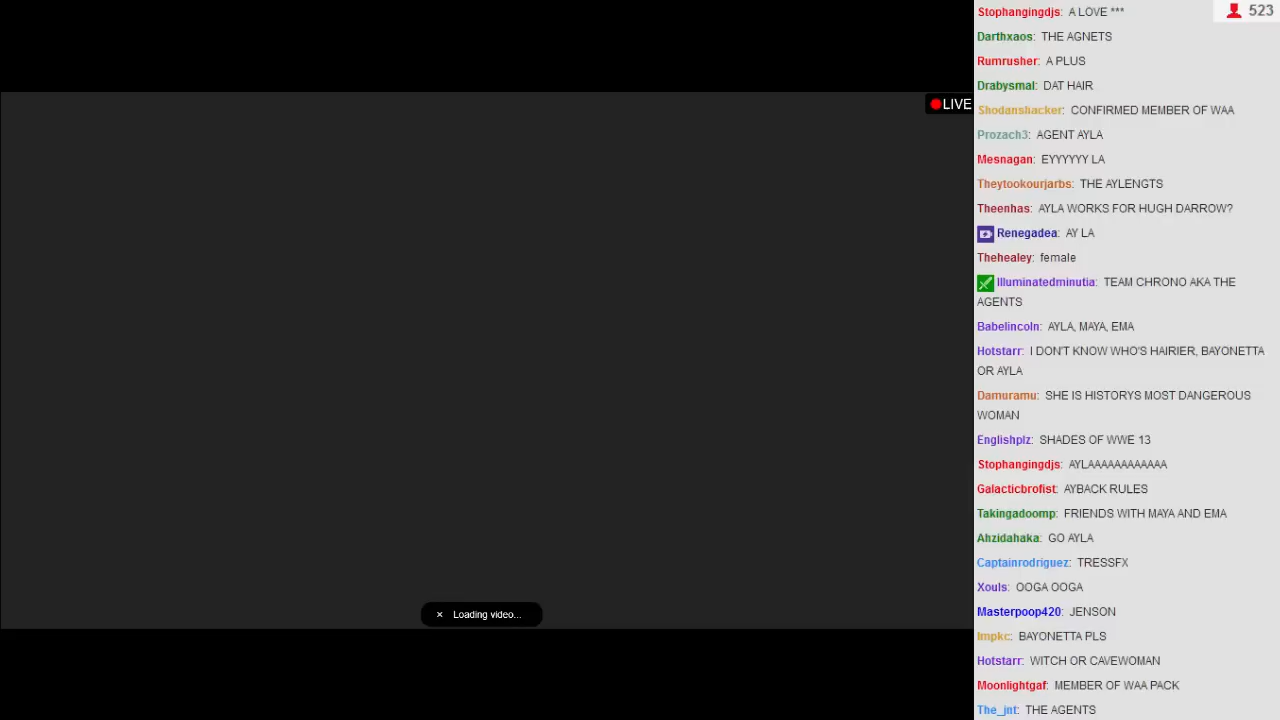 Stophangingdjs: A LOVE ***
523
Darthxaos: THE AGNETS
Rumrusher: A PLUS
Drabysmal: DAT HAIR
LIVE
Shodanshacker: CONFIRMED MEMBER OF WAA
Prozach3: AGENT AYLA
Mesnagan: EYYYYYY LA
Theytookourjarbs: THE AYLENGTS
Theenhas: AYLA WORKS FOR HUGH DARROW?
Renegadea: AY LA
Thehealey: female
Illuminatedminutia: TEAM CHRONO AKA THE
AGENTS
Babelincoln: AYLA, MAYA, EMA
Hotstarr: I DON'T KNOW WHO'S HAIRIER, BAYONETTA
OR AYLA
Damuramu: SHE IS HISTORYS MOST DANGEROUS
WOMAN
Englishplz: SHADES OF WWE 13
Stophangingdjs: AYLAAAAAAAAAAAA
Galacticbrofist: AYBACK RULES
Takingadoomp: FRIENDS WITH MAYA AND EMA
Ahzidahaka: GO AYLA
Captainrodriguez: TRESSFX
Xouls: OOGA OOGA
Masterpoop420: JENSON
× Loading video...
Impkc: BAYONETTA PLS
Hotstarr: WITCH OR CAVEWOMAN
Moonlightgaf: MEMBER OF WAA PACK
The_jnt: THE AGENTS